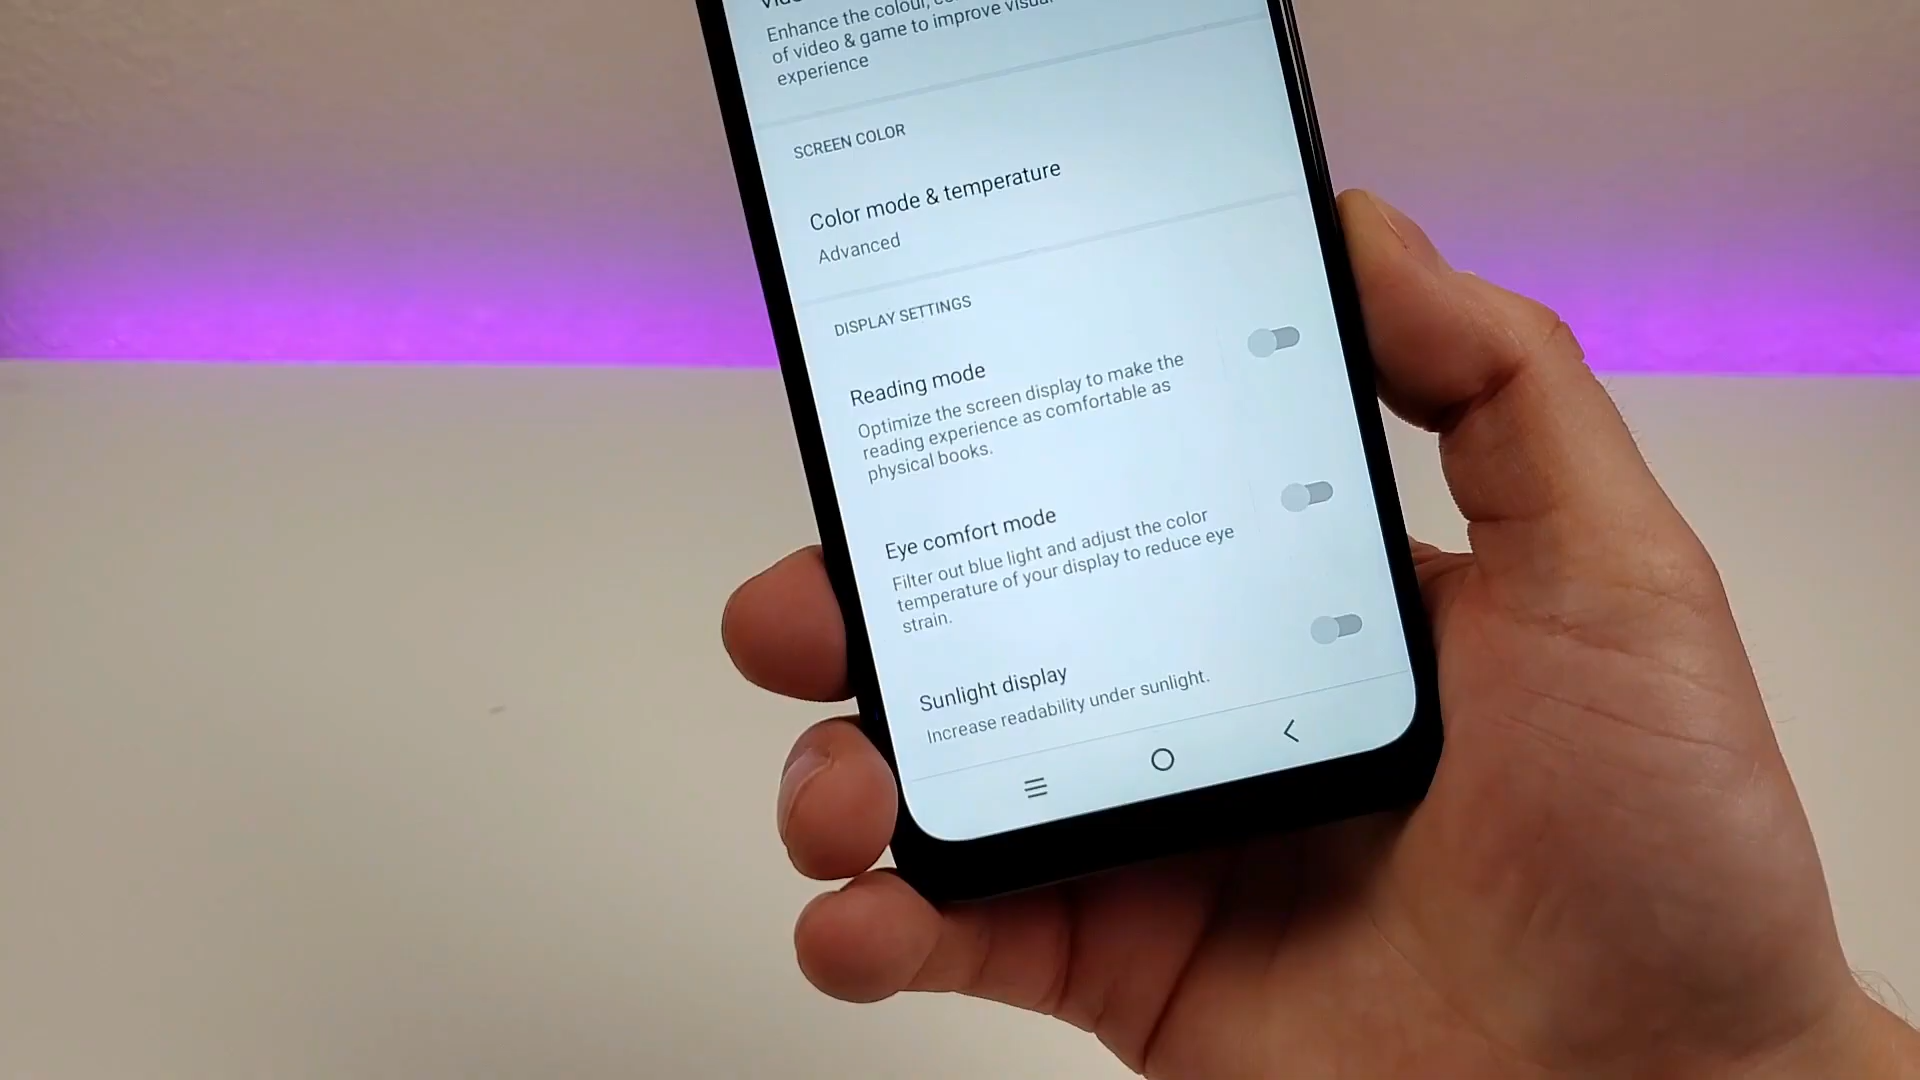 Enhance the colour,
of video & game to improve visual
experience
SCREEN COLOR
Color mode & temperature
Advanced
DISPLAY SETTINGS
Reading mode
Optimize the screen display to make the
reading experience as comfortable as
physical books.
Eye comfort mode
Filter out blue light and adjust the color
temperature of your display to reduce eye
strain.
Sunlight display
Increase readability under sunlight.